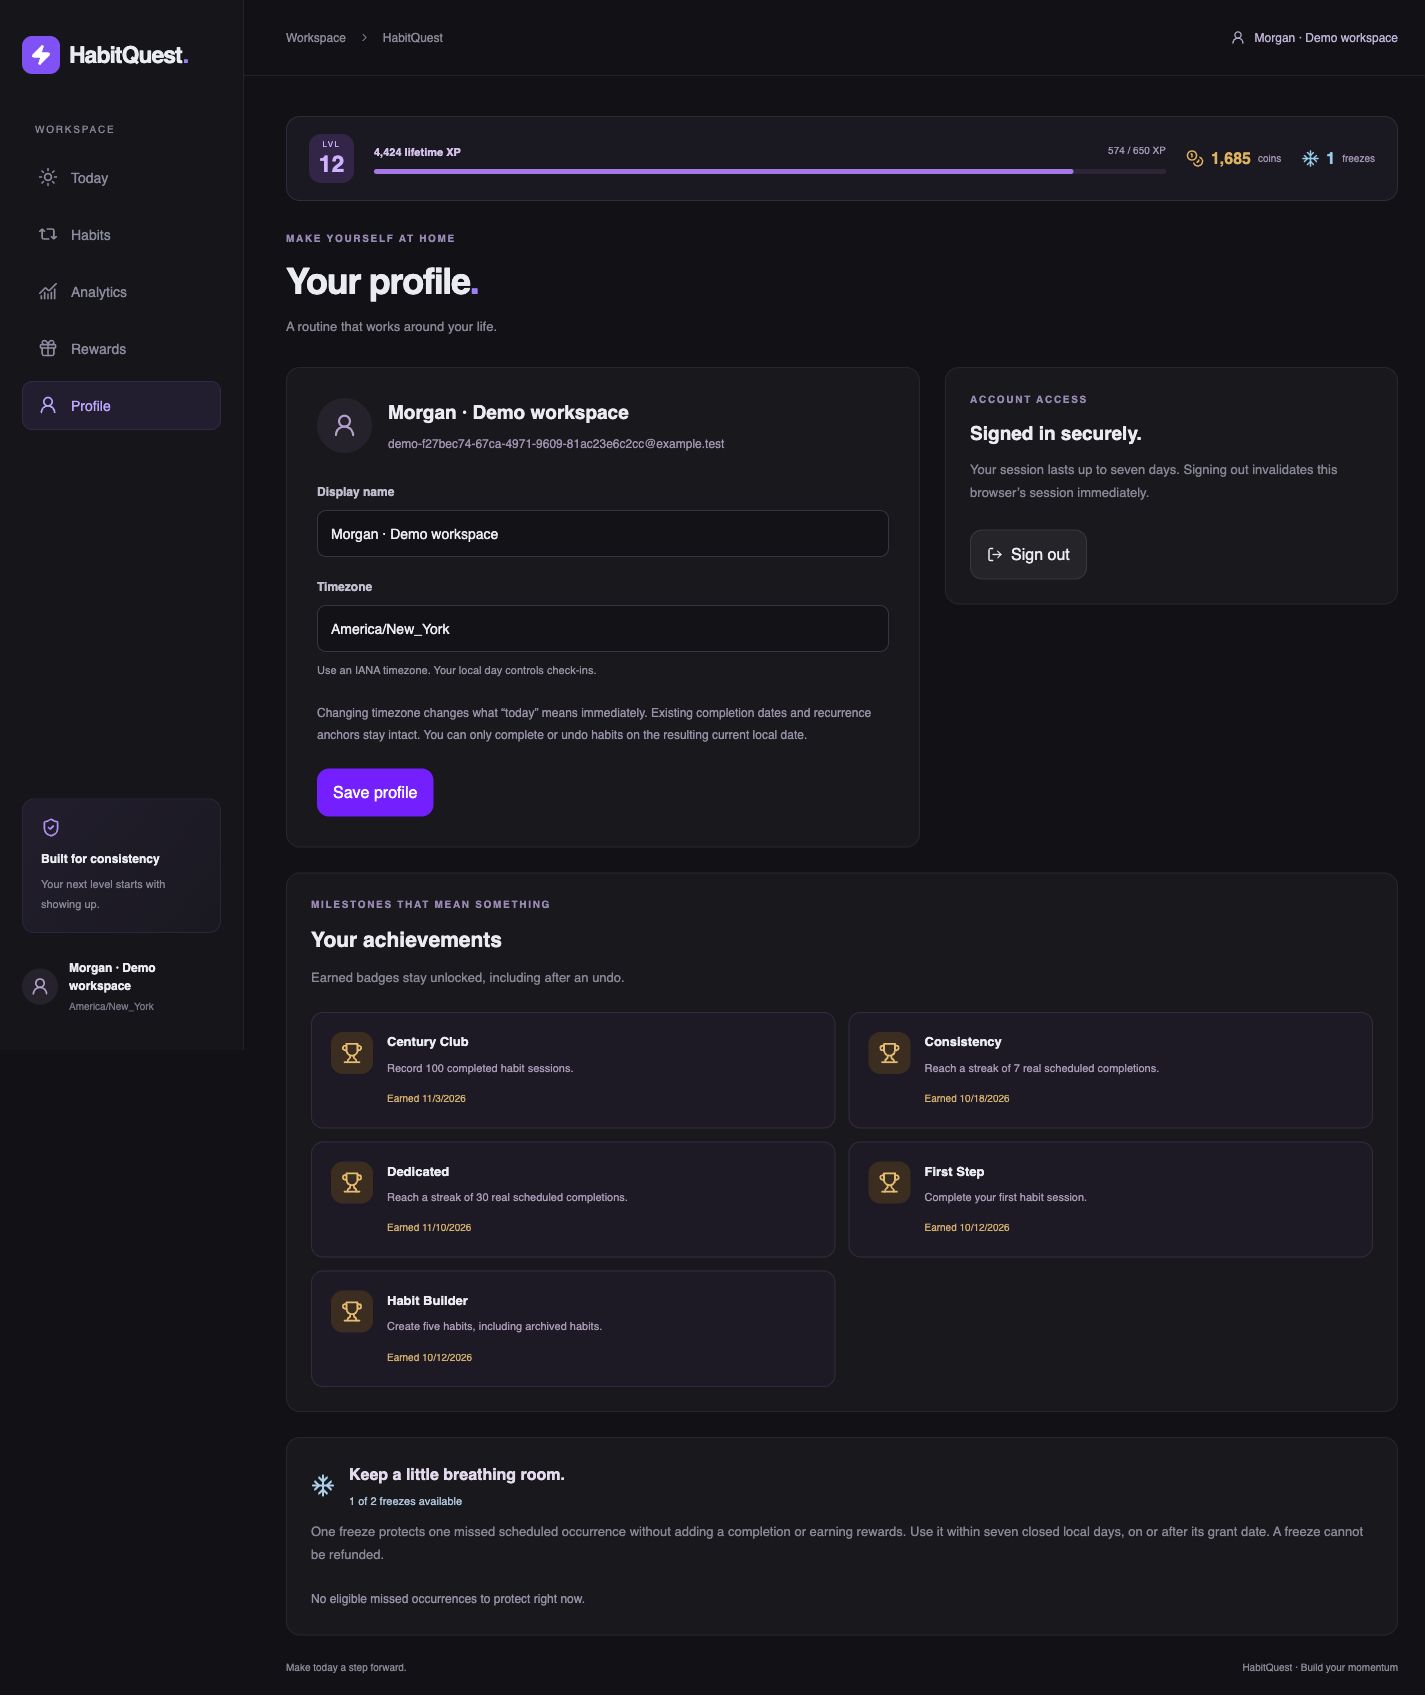 HabitQuest.
WORKSPACE
Today
Habits
Analytics
Rewards
Profile
Built for consistency
Your next level starts with
showing up.
Morgan · Demo
workspace
America/New_York
Workspace > HabitQuest
Morgan · Demo workspace
LVL
12
4,424 lifetime XP
574 / 650 XP
1,685 coins
1 freezes
MAKE YOURSELF AT HOME
Your profile.
A routine that works around your life.
Morgan · Demo workspace
demo-f27bec74-67ca-4971-9609-81ac23e6c2cc@example.test
Display name
Morgan · Demo workspace
Timezone
America/New_York
Use an IANA timezone. Your local day controls check-ins.
Changing timezone changes what “today” means immediately. Existing completion dates and recurrence
anchors stay intact. You can only complete or undo habits on the resulting current local date.
Save profile
ACCOUNT ACCESS
Signed in securely.
Your session lasts up to seven days. Signing out invalidates this
browser’s session immediately.
Sign out
MILESTONES THAT MEAN SOMETHING
Your achievements
Earned badges stay unlocked, including after an undo.
Century Club
Record 100 completed habit sessions.
Earned 11/3/2026
Consistency
Reach a streak of 7 real scheduled completions.
Earned 10/18/2026
Dedicated
Reach a streak of 30 real scheduled completions.
Earned 11/10/2026
First Step
Complete your first habit session.
Earned 10/12/2026
Habit Builder
Create five habits, including archived habits.
Earned 10/12/2026
Keep a little breathing room.
1 of 2 freezes available
One freeze protects one missed scheduled occurrence without adding a completion or earning rewards. Use it within seven closed local days, on or after its grant date. A freeze cannot
be refunded.
No eligible missed occurrences to protect right now.
Make today a step forward.
HabitQuest · Build your momentum